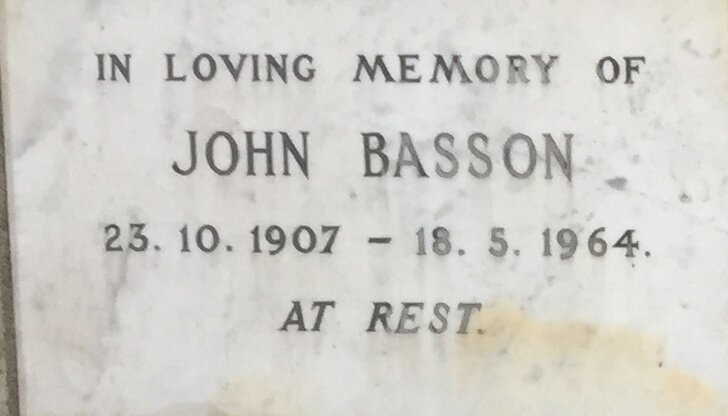 IN LOVING MEMORY OF
JOHN BASSON
23. 10. 1907 - 18. 5. 1964.
AT REST.